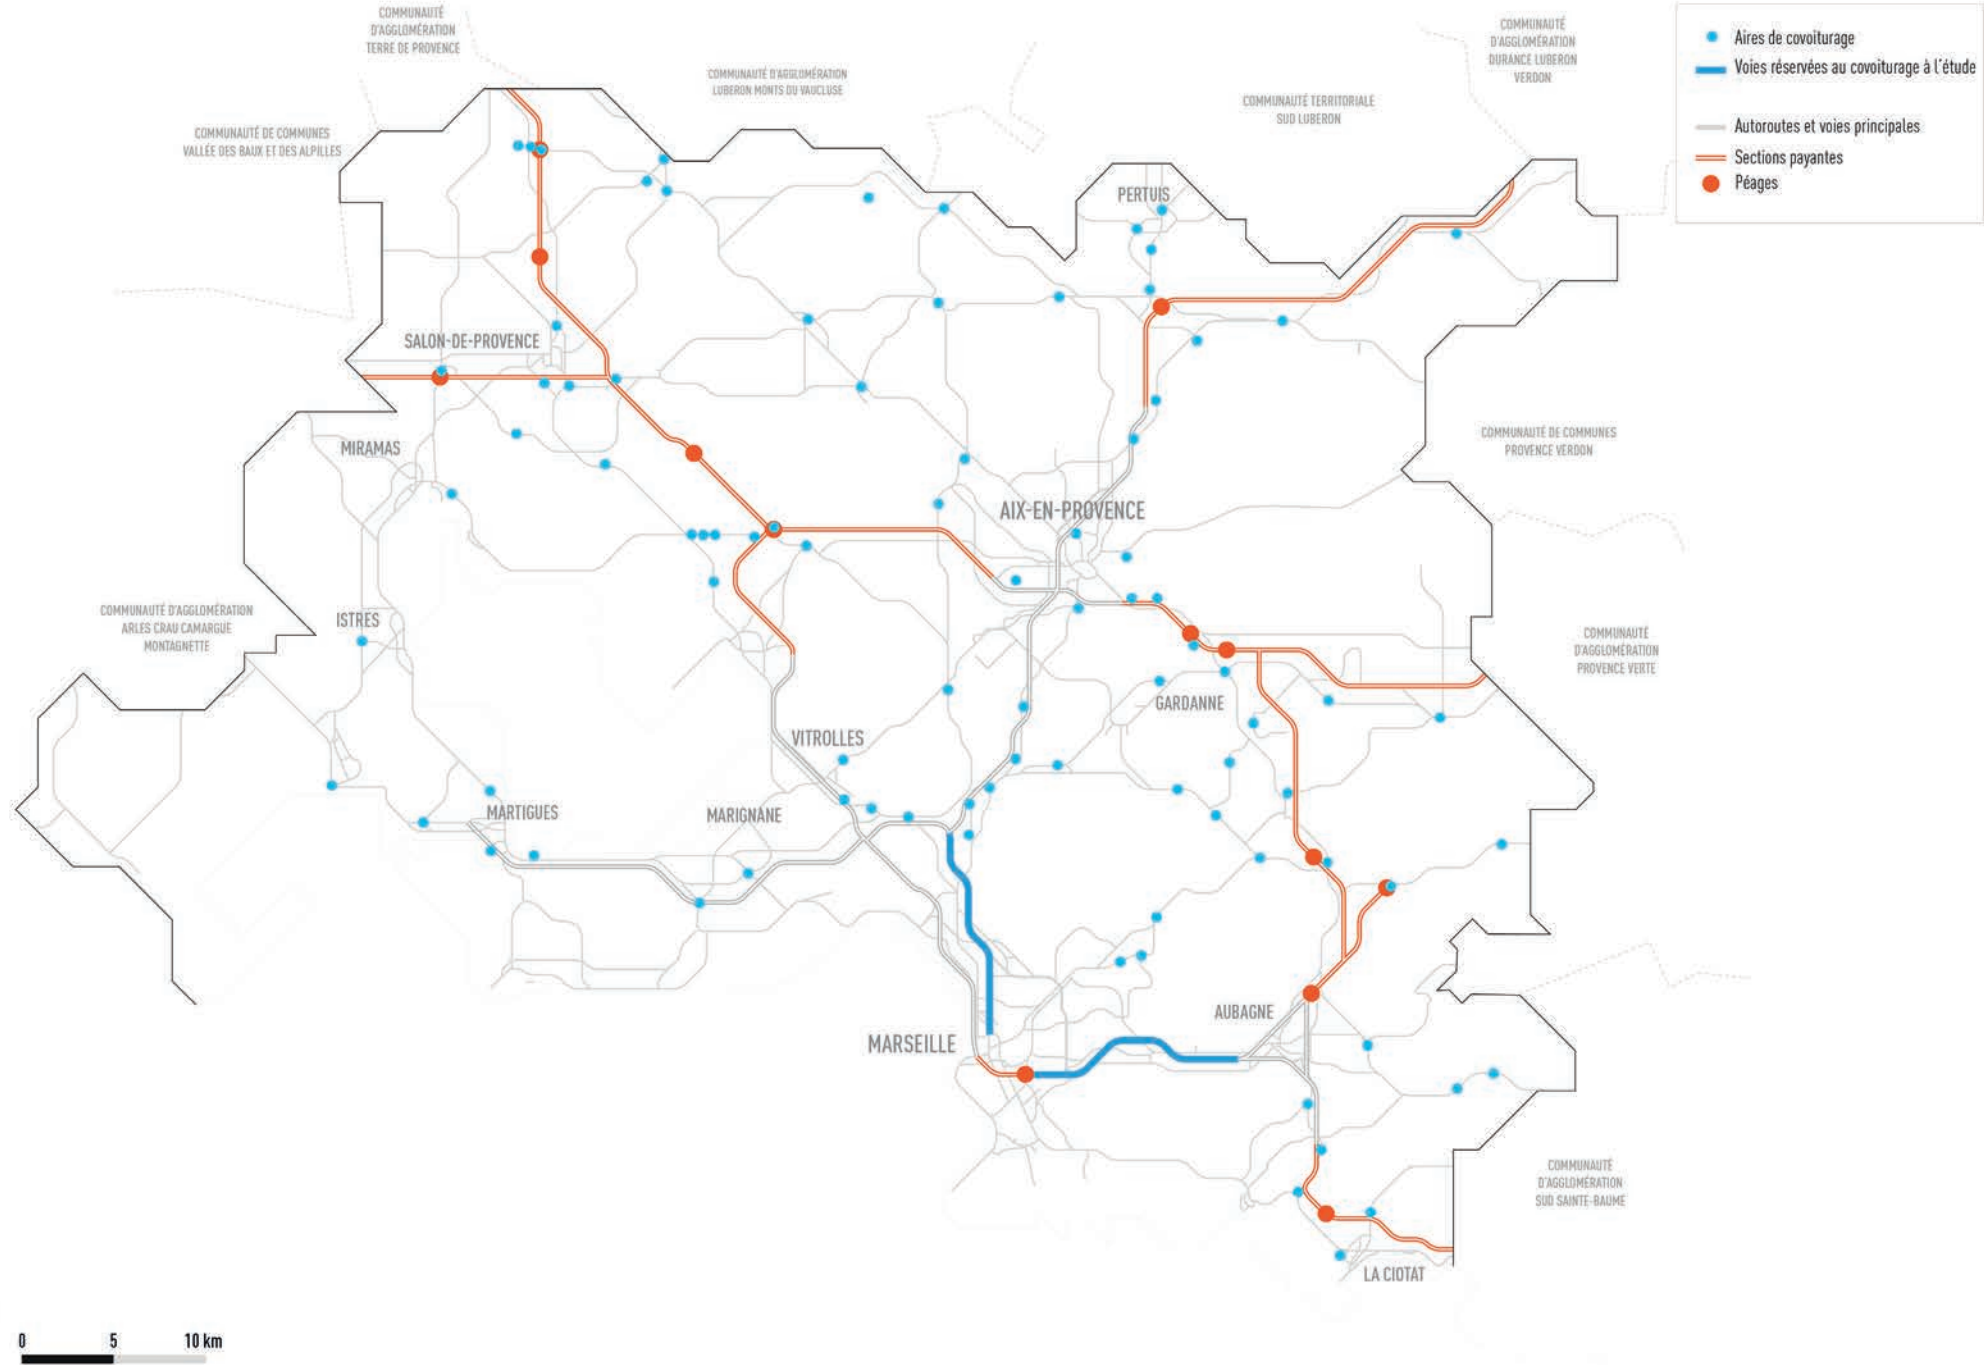 COMMUNAUTÉ
D'AGGLOMÉRATION
TERRE DE PROVENCE
COMMUNAUTÉ D'AGGLOMÉRATION
LUBERON MONTS DU VAUCLUSE
COMMUNAUTÉ
D'AGGLOMÉRATION
DURANCE LUBERON
VERDON
Aires de covoiturage
Voies réservées au covoiturage à l'étude
Autoroutes et voies principales
Sections payantes
Péages
COMMUNAUTÉ TERRITORIALE
SUD LUBERON
COMMUNAUTÉ DE COMMUNES
VALLÉE DES BAUX ET DES ALPILLES
PERTUIS
SALON-DE-PROVENCE
MIRAMAS
COMMUNAUTÉ DE COMMUNES
PROVENCE VERDON
AIX-EN-PROVENCE
COMMUNAUTÉ D'AGGLOMÉRATION
ARLES CRAU CAMARGUE
MONTAGNETTE
ISTRES
COMMUNAUTÉ
D'AGGLOMÉRATION
PROVENCE VERTE
GARDANNE
VITROLLES
MARTIGUES
MARIGNANE
AUBAGNE
MARSEILLE
COMMUNAUTÉ
D'AGGLOMÉRATION
SUD SAINTE-BAUME
LA CIOTAT
0 5 10 km